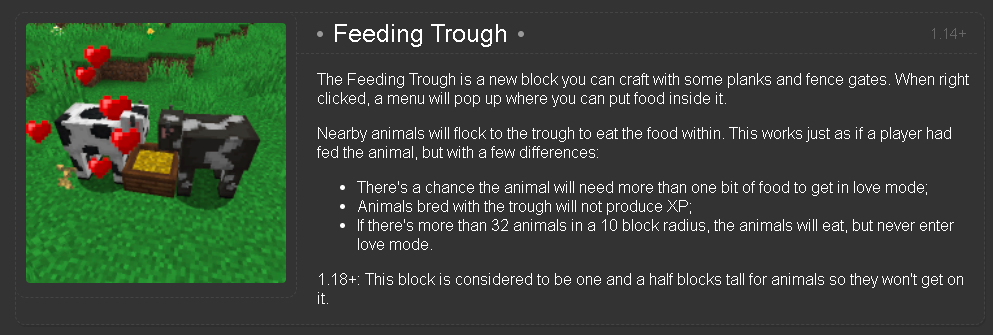 • Feeding Trough •
1.14+
The Feeding Trough is a new block you can craft with some planks and fence gates. When right
clicked, a menu will pop up where you can put food inside it.
Nearby animals will flock to the trough to eat the food within. This works just as if a player had
fed the animal, but with a few differences:
• There's a chance the animal will need more than one bit of food to get in love mode;
• Animals bred with the trough will not produce XP;
• If there's more than 32 animals in a 10 block radius, the animals will eat, but never enter
love mode.
1.18+: This block is considered to be one and a half blocks tall for animals so they won't get on
it.